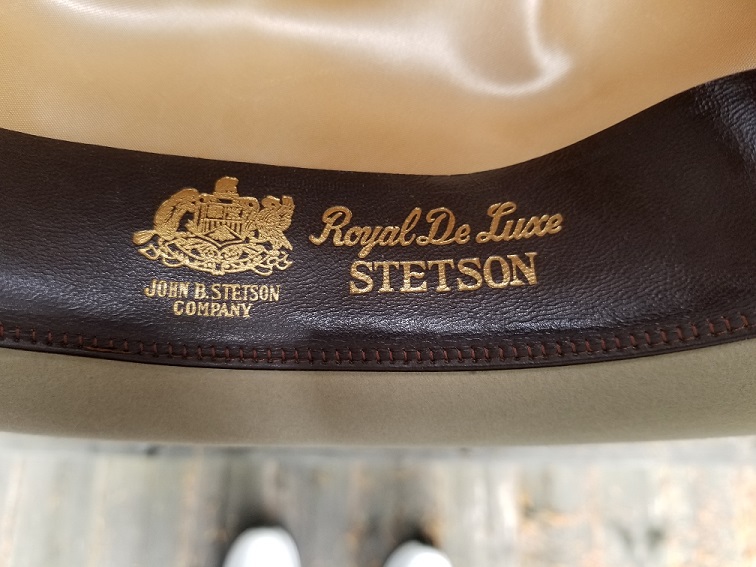 Royal De Luxe
STETSON
JOHN B. STETSON
COMPANY